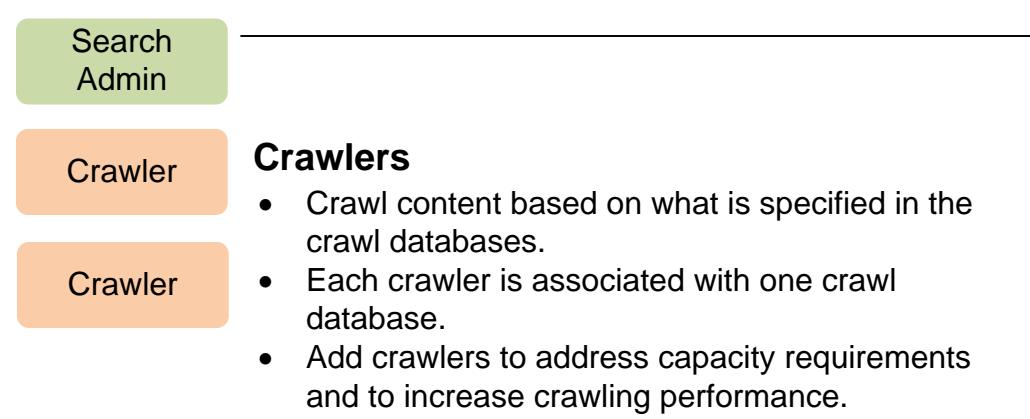 Search
Admin
Crawler
Crawler
Crawlers
• Crawl content based on what is specified in the
crawl databases.
• Each crawler is associated with one crawl
database.
• Add crawlers to address capacity requirements
and to increase crawling performance.